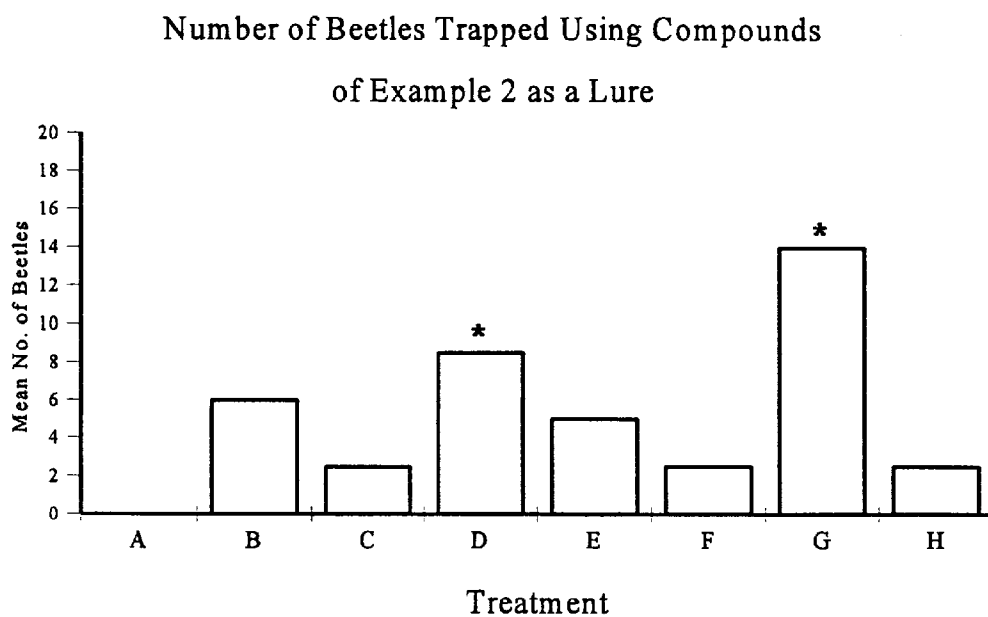 Number of Beetles Trapped Using Compounds
of Example 2 as a Lure
20
18
16
14
12
10
8
6
4
2
0
Mean No. of Beetles
*
*
A B C D E F G H
Treatment